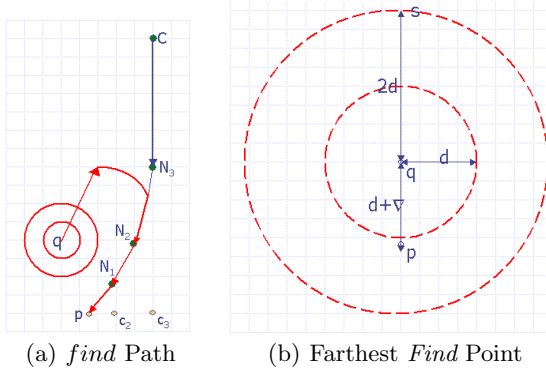 C
N₃
N₂
q
N₁
p
c₂
c₃
(a) find Path
s
2d
d
q
d+∇
p
(b) Farthest Find Point